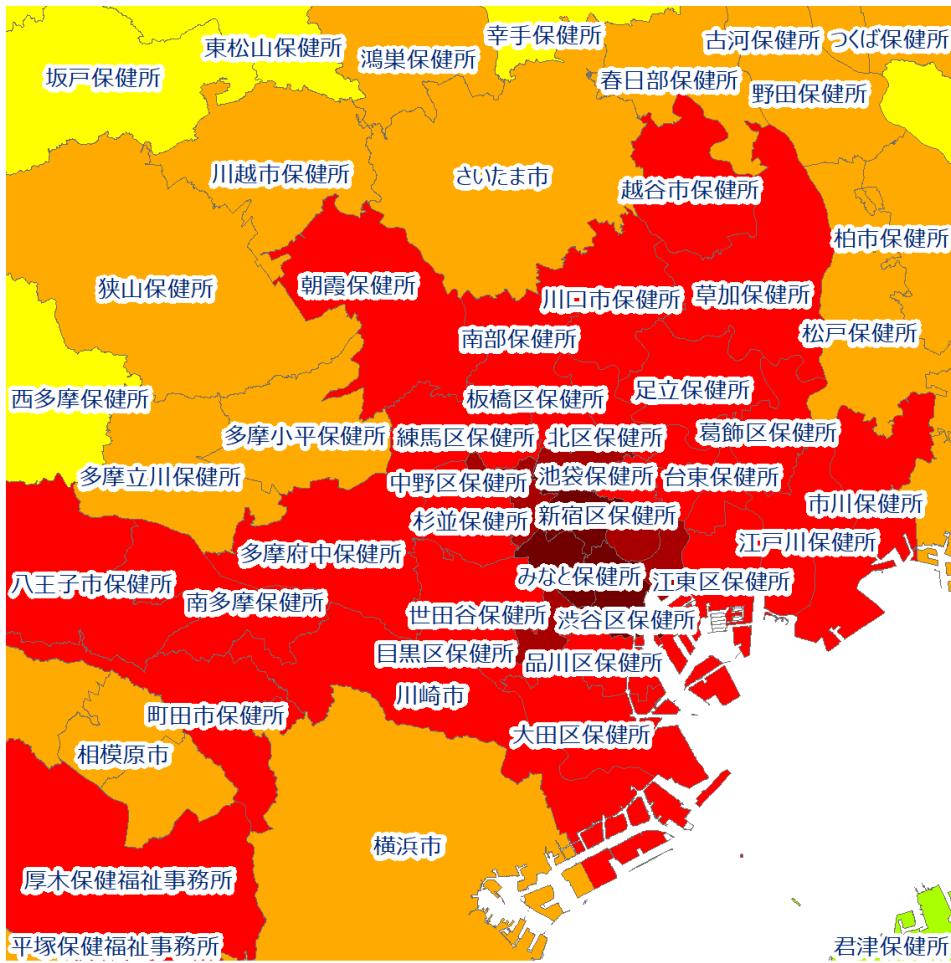 幸手保健所
古河保健所
つくば保健所
東松山保健所
鴻巣保健所
坂戸保健所
春日部保健所
野田保健所
川越市保健所
さいたま市
越谷市保健所
柏市保健所
狭山保健所
朝霞保健所
川口市保健所
草加保健所
南部保健所
松戸保健所
西多摩保健所
板橋区保健所
足立保健所
多摩小平保健所
練馬区保健所
北区保健所
葛飾区保健所
多摩立川保健所
中野区保健所
池袋保健所
台東保健所
市川保健所
杉並保健所
新宿区保健所
江戸川保健所
多摩府中保健所
八王子市保健所
みなと保健所
江東区保健所
南多摩保健所
世田谷保健所
渋谷区保健所
目黒区保健所
品川区保健所
川崎市
町田市保健所
大田区保健所
相模原市
横浜市
厚木保健福祉事務所
平塚保健福祉事務所
君津保健所